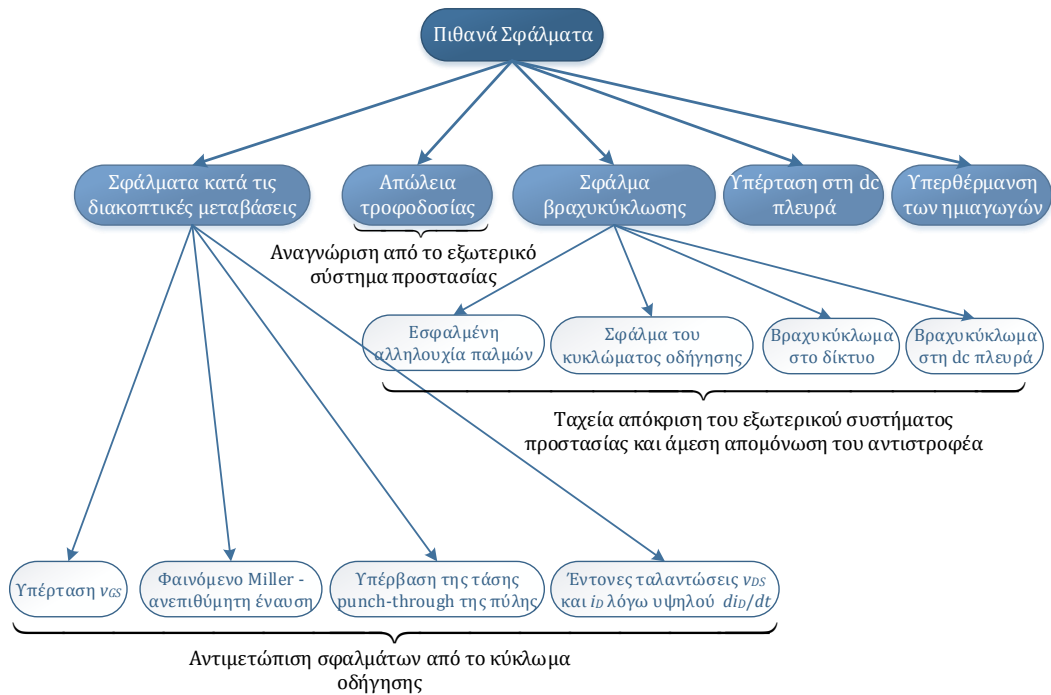 Πιθανά Σφάλματα
Σφάλματα κατά τις
διακοπτικές μεταβάσεις
Απώλεια
τροφοδοσίας
Σφάλμα
βραχυκύκλωσης
Υπέρταση στη dc
πλευρά
Υπερθέρμανση
των ημιαγωγών
Αναγνώριση από το εξωτερικό
σύστημα προστασίας
Εσφαλμένη
αλληλουχία παλμών
Σφάλμα του
κυκλώματος οδήγησης
Βραχυκύκλωμα
στο δίκτυο
Βραχυκύκλωμα
στη dc πλευρά
Ταχεία απόκριση του εξωτερικού συστήματος
προστασίας και άμεση απομόνωση του αντιστροφέα
Υπέρταση vGS
Φαινόμενο Miller -
ανεπιθύμητη έναυση
Υπέρβαση της τάσης
punch-through της πύλης
Έντονες ταλαντώσεις vDS
και iD λόγω υψηλού diD/dt
Αντιμετώπιση σφαλμάτων από το κύκλωμα
οδήγησης